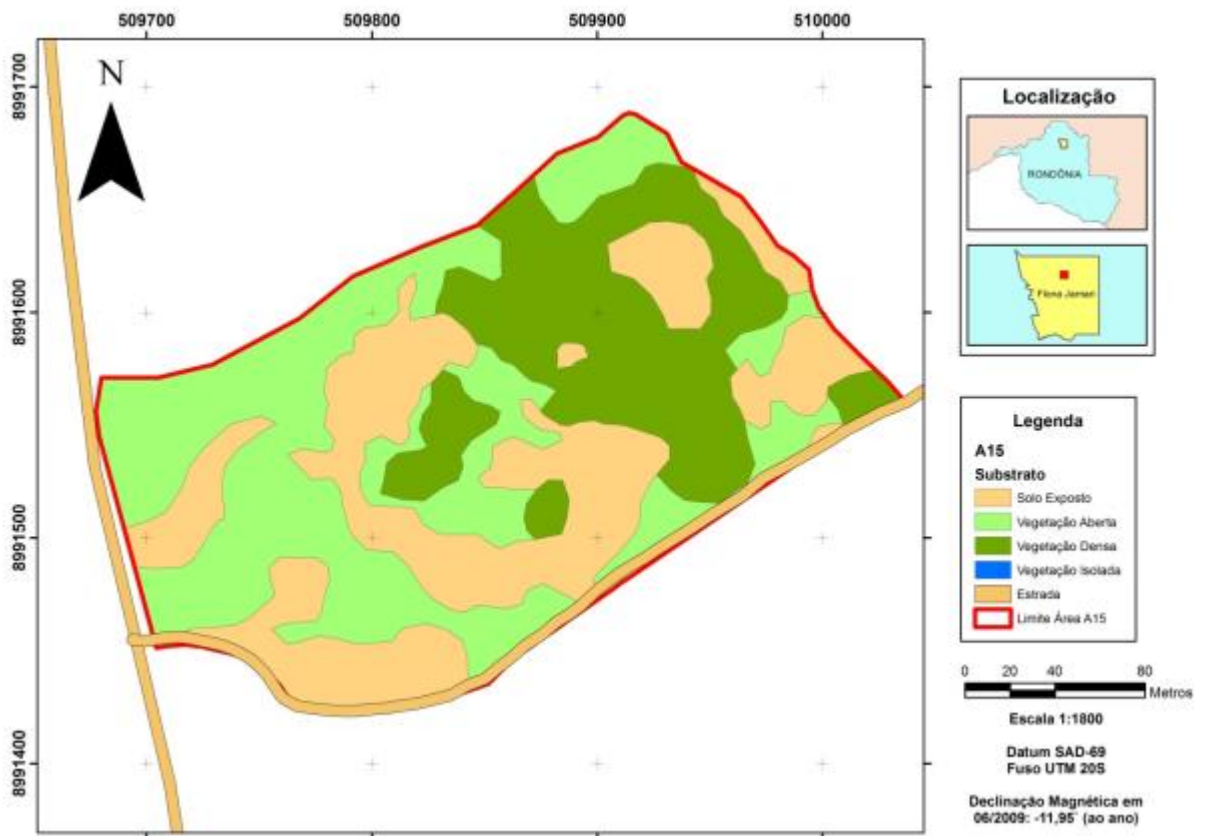 509700 509800 509900 510000
8991700
8991600
8991500
8991400
N
Localização
RONDÔNIA
Flona Jamari
Legenda
A15
Substrato
Solo Exposto
Vegetação Aberta
Vegetação Densa
Vegetação Isolada
Estrada
Limite Área A15
0 20 40 80
Metros
Escala 1:1800
Datum SAD-69
Fuso UTM 20S
Declinação Magnética em
06/2009: -11,95° (ao ano)